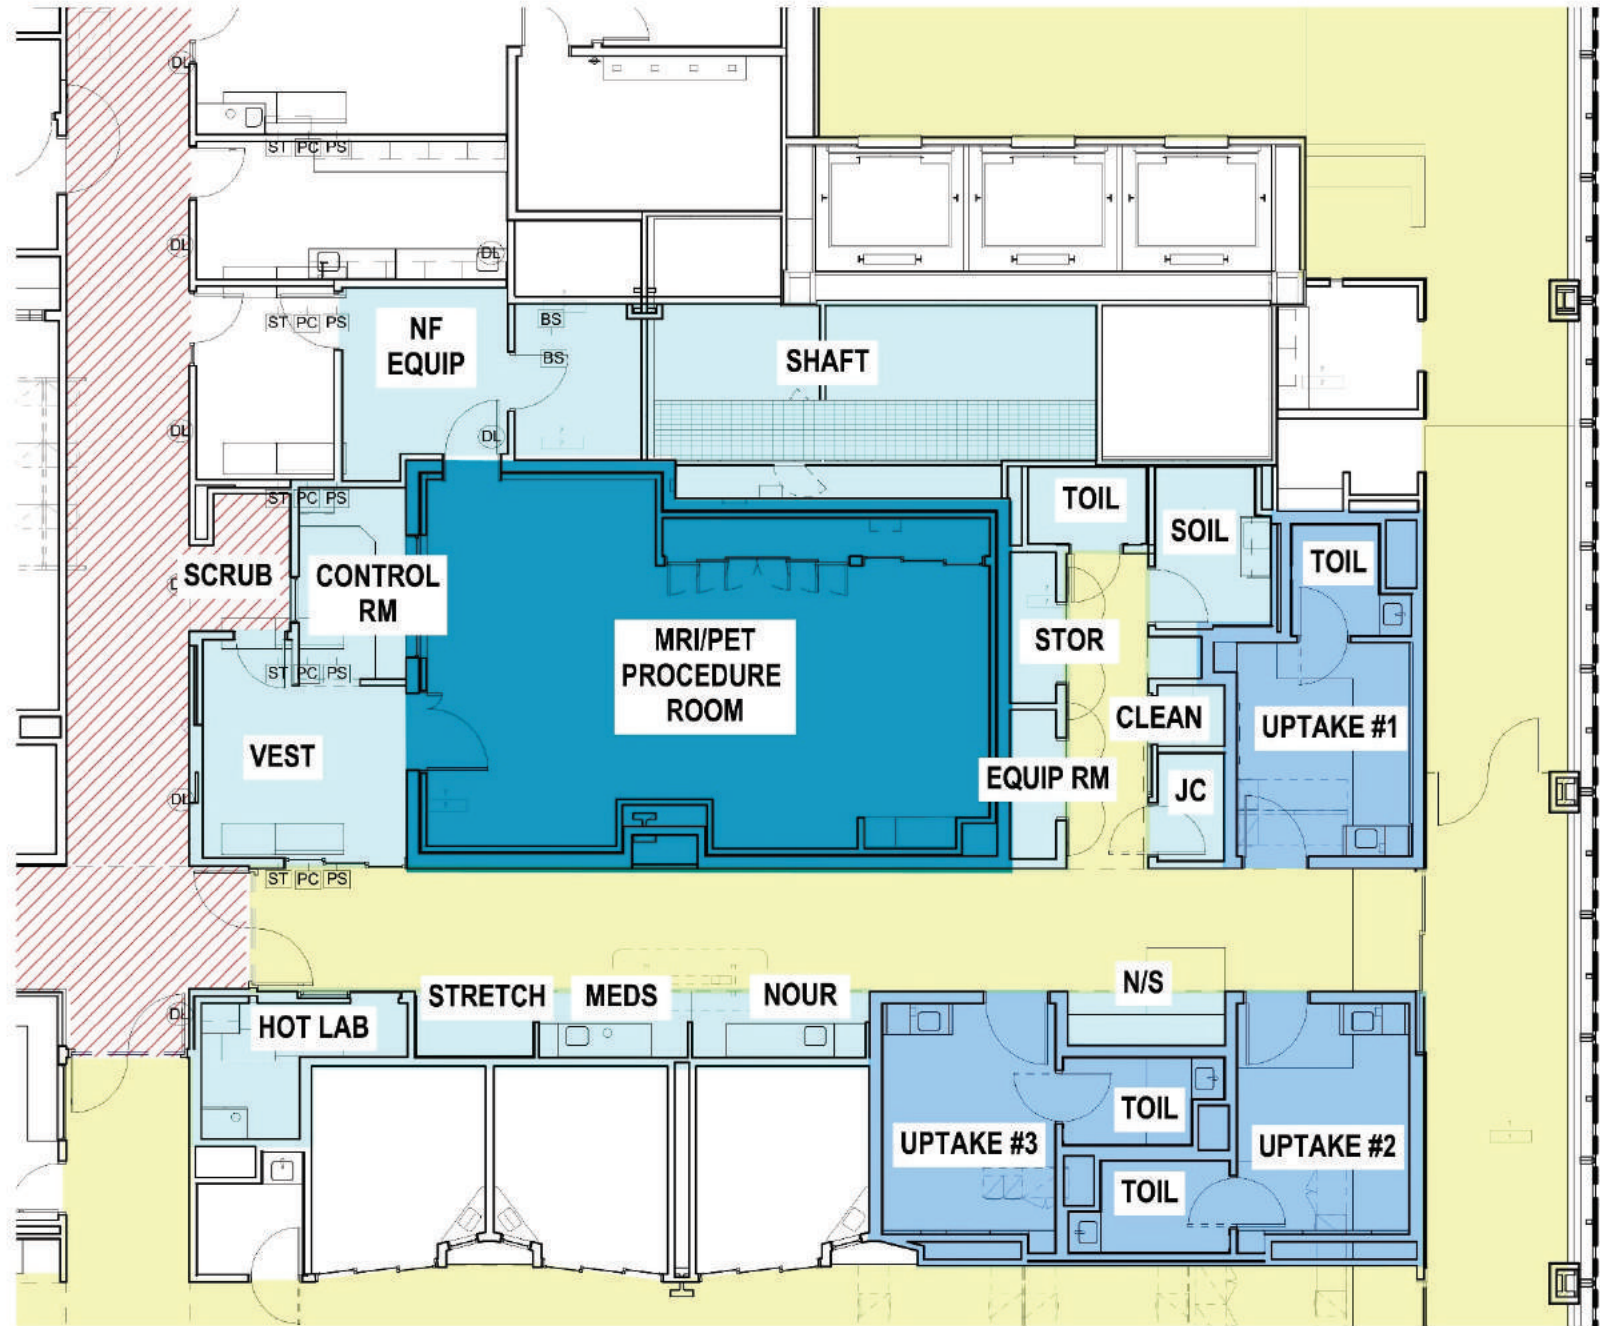 DL
ST PC PS
DL
DL
NF
EQUIP
ST PC PS
BS
BS
SHAFT
DL
DL
ST PC PS
TOIL
SOIL
TOIL
SCRUB
CONTROL
RM
MRI/PET
PROCEDURE
ROOM
STOR
ST PC PS
CLEAN
UPTAKE #1
VEST
EQUIP RM
JC
DL
ST PC PS
STRETCH
MEDS
NOUR
N/S
DL
HOT LAB
TOIL
UPTAKE #3
UPTAKE #2
TOIL